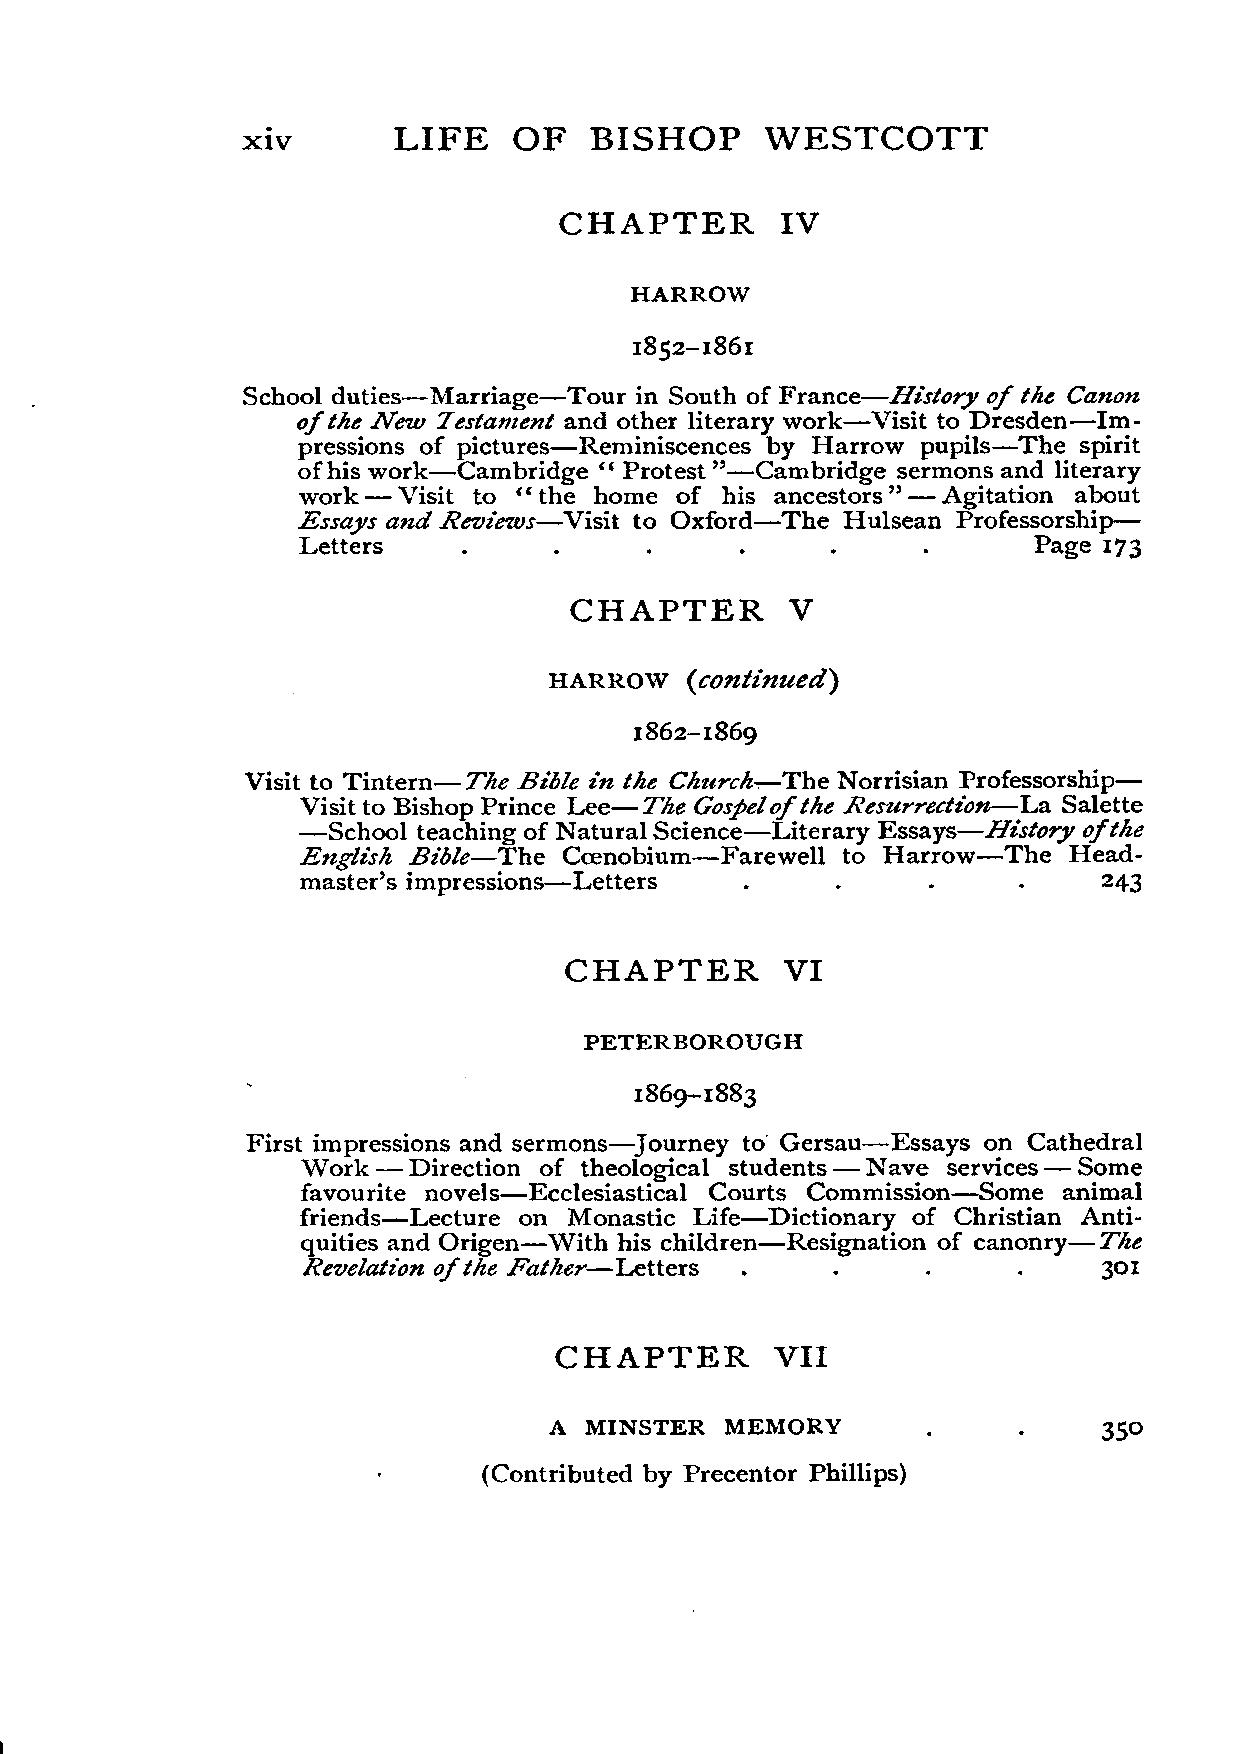 xiv LIFE OF BISHOP WESTCOTT
CHAPTER IV
HARROW
1852–1861
School duties—Marriage—Tour in South of France—History of the Canon
of the New Testament and other literary work—Visit to Dresden—Im-
pressions of pictures—Reminiscences by Harrow pupils—The spirit
of his work—Cambridge “Protest”—Cambridge sermons and literary
work—Visit to “the home of his ancestors”—Agitation about
Essays and Reviews—Visit to Oxford—The Hulsean Professorship—
Letters . . . . . . Page 173
CHAPTER V
HARROW (continued)
1862–1869
Visit to Tintern—The Bible in the Church—The Norrisian Professorship—
Visit to Bishop Prince Lee—The Gospel of the Resurrection—La Salette
—School teaching of Natural Science—Literary Essays—History of the
English Bible—The Cœnobium—Farewell to Harrow—The Head-
master's impressions—Letters . . . . 243
CHAPTER VI
PETERBOROUGH
1869–1883
First impressions and sermons—Journey to Gersau—Essays on Cathedral
Work—Direction of theological students—Nave services—Some
favourite novels—Ecclesiastical Courts Commission—Some animal
friends—Lecture on Monastic Life—Dictionary of Christian Anti-
quities and Origen—With his children—Resignation of canonry—The
Revelation of the Father—Letters . . . . 301
CHAPTER VII
A MINSTER MEMORY . . 350
(Contributed by Precentor Phillips)